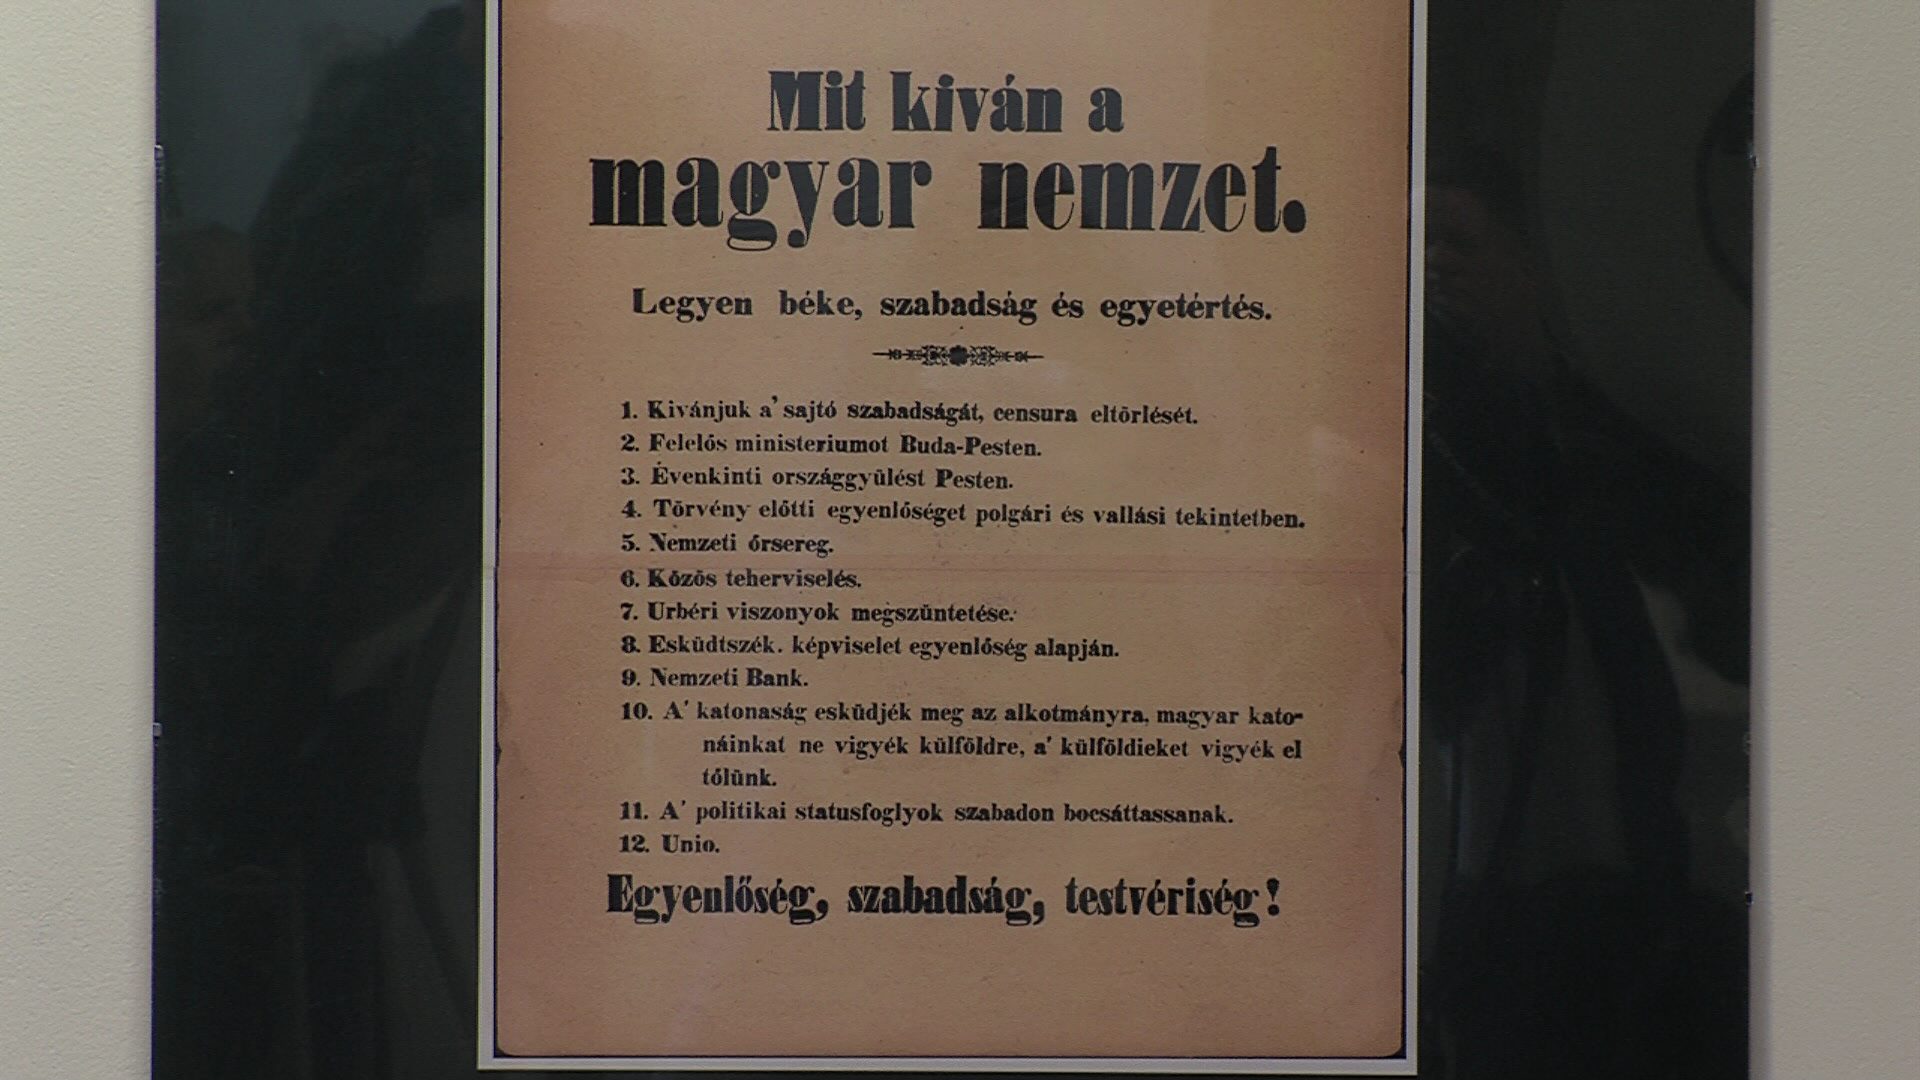 Mit kiván a
magyar nemzet.
Legyen béke, szabadság és egyetértés.
1. Kivánjuk a' sajtó szabadságát, censura eltörlését.
2. Felelős ministeriumot Buda-Pesten.
3. Évenkinti országgyülést Pesten.
4. Törvény előtti egyenlőséget polgári és vallási tekintetben.
5. Nemzeti őrsereg.
6. Közös teherviselés.
7. Urbéri viszonyok megszüntetése.
8. Esküdtszék. képviselet egyenlőség alapján.
9. Nemzeti Bank.
10. A' katonaság esküdjék meg az alkotmányra, magyar kato-
náinkat ne vigyék külföldre, a' külföldieket vigyék el
tőlünk.
11. A' politikai statusfoglyok szabadon bocsáttassanak.
12. Unio.
Egyenlőség, szabadság, testvériség!